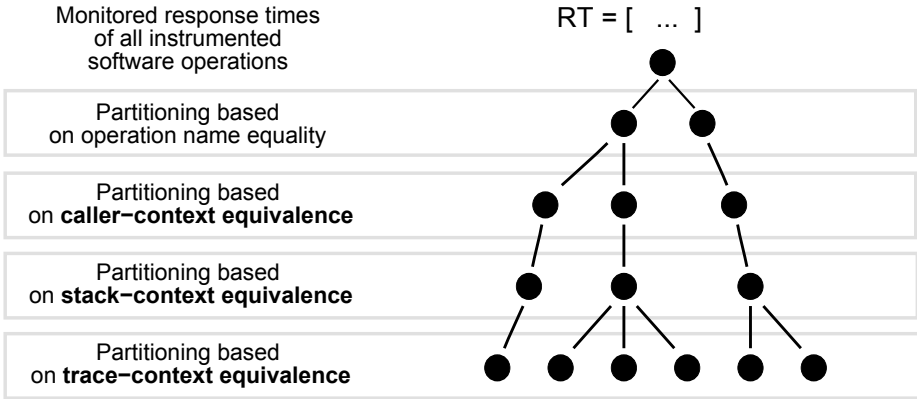 Monitored response times
of all instrumented
software operations
RT = [ ... ]
Partitioning based
on operation name equality
Partitioning based
on caller−context equivalence
Partitioning based
on stack−context equivalence
Partitioning based
on trace−context equivalence